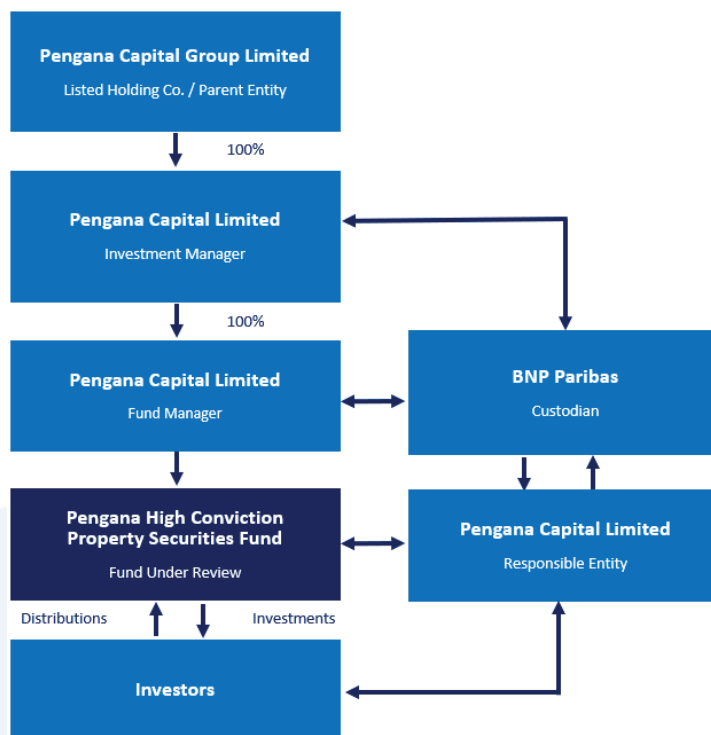 Pengana Capital Group Limited
Listed Holding Co. / Parent Entity
100%
Pengana Capital Limited
Investment Manager
100%
Pengana Capital Limited
Fund Manager
BNP Paribas
Custodian
Pengana High Conviction
Property Securities Fund
Fund Under Review
Pengana Capital Limited
Responsible Entity
Distributions
Investments
Investors